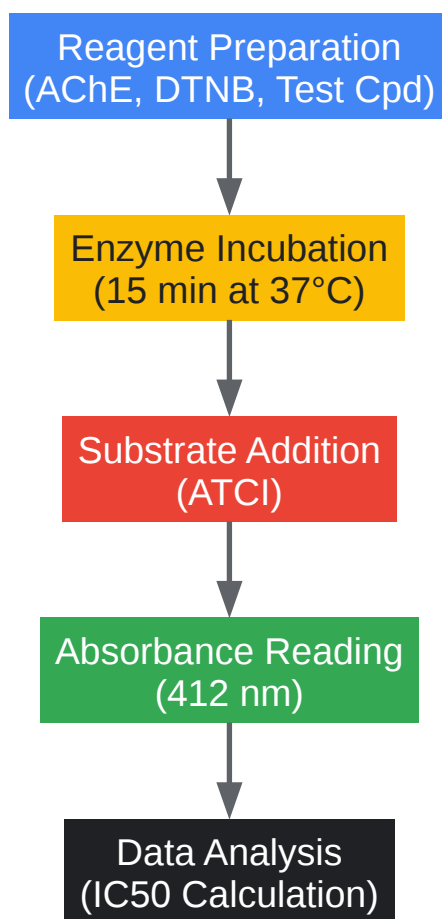 Reagent Preparation
(AChE, DTNB, Test Cpd)
Enzyme Incubation
(15 min at 37°C)
Substrate Addition
(ATCI)
Absorbance Reading
(412 nm)
Data Analysis
(IC50 Calculation)